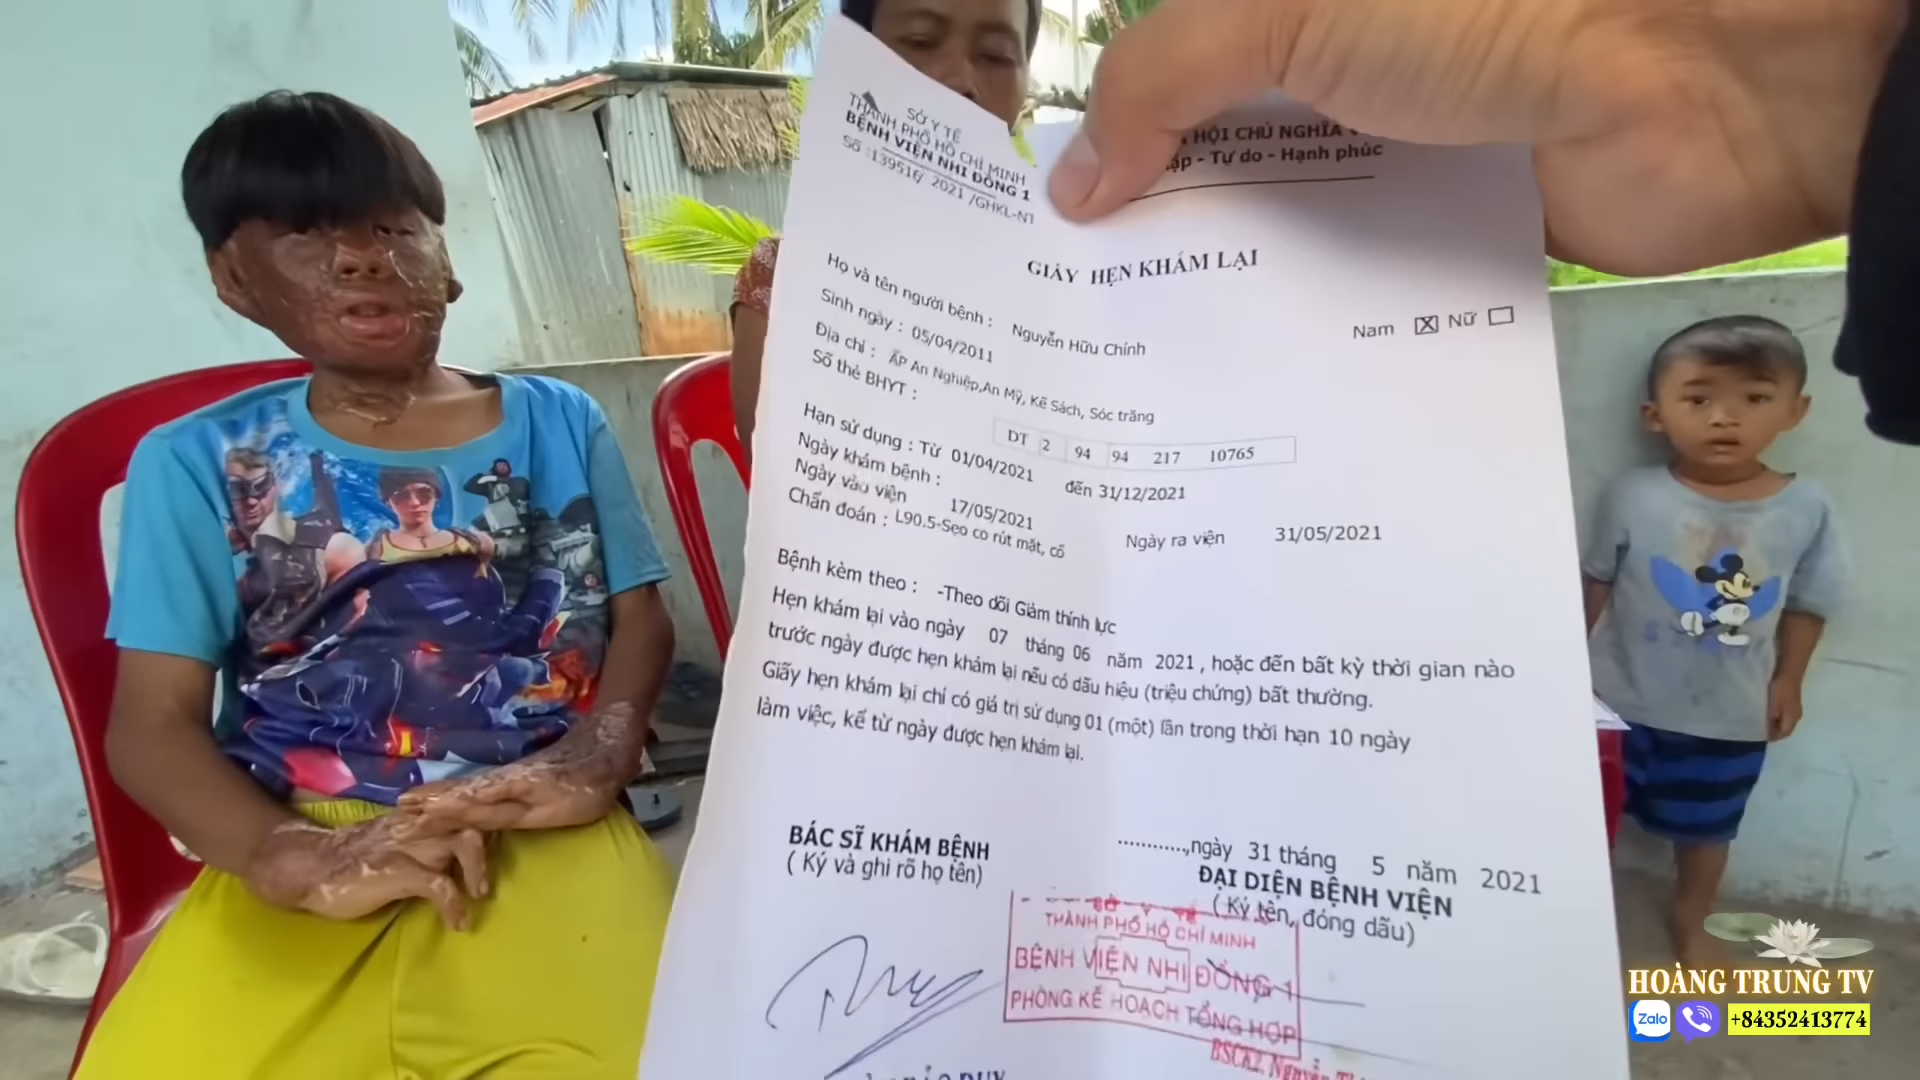 SỞ Y TẾ
THÀNH PHỐ HỒ CHÍ MINH
BỆNH VIỆN NHI ĐỒNG 1
Số :139516/ 2021 /GHKL-NT
HỘI CHỦ NGHĨA
- Tự do - Hạnh phúc
GIẤY HẸN KHÁM LẠI
Họ và tên người bệnh : Nguyễn Hữu Chính
Nam X Nữ
Sinh ngày : 05/04/2011
Địa chỉ : ẤP An Nghiệp,An Mỹ, Kế Sách, Sóc trăng
Số thẻ BHYT :
DT 2 94 94 217 10765
Hạn sử dụng : Từ 01/04/2021 đến 31/12/2021
Ngày khám bệnh :
Ngày vào viện 17/05/2021 Ngày ra viện 31/05/2021
Chẩn đoán : L90.5-Sẹo co rút mặt, cổ
Bệnh kèm theo : -Theo dõi Giảm thính lực
Hẹn khám lại vào ngày 07 tháng 06 năm 2021 , hoặc đến bất kỳ thời gian nào
trước ngày được hẹn khám lại nếu có dấu hiệu (triệu chứng) bất thường.
Giấy hẹn khám lại chỉ có giá trị sử dụng 01 (một) lần trong thời hạn 10 ngày
làm việc, kể từ ngày được hẹn khám lại.
............,ngày 31 tháng 5 năm 2021
BÁC SĨ KHÁM BỆNH
( Ký và ghi rõ họ tên)
ĐẠI DIỆN BỆNH VIỆN
( Ký tên, đóng dấu)
SỞ Y TẾ
THÀNH PHỐ HỒ CHÍ MINH
BỆNH VIỆN NHI ĐỒNG 1
PHÒNG KẾ HOẠCH TỔNG HỢP
BSCK2. Nguyễn
DUY
HOÀNG TRUNG TV
Zalo
+84352413774